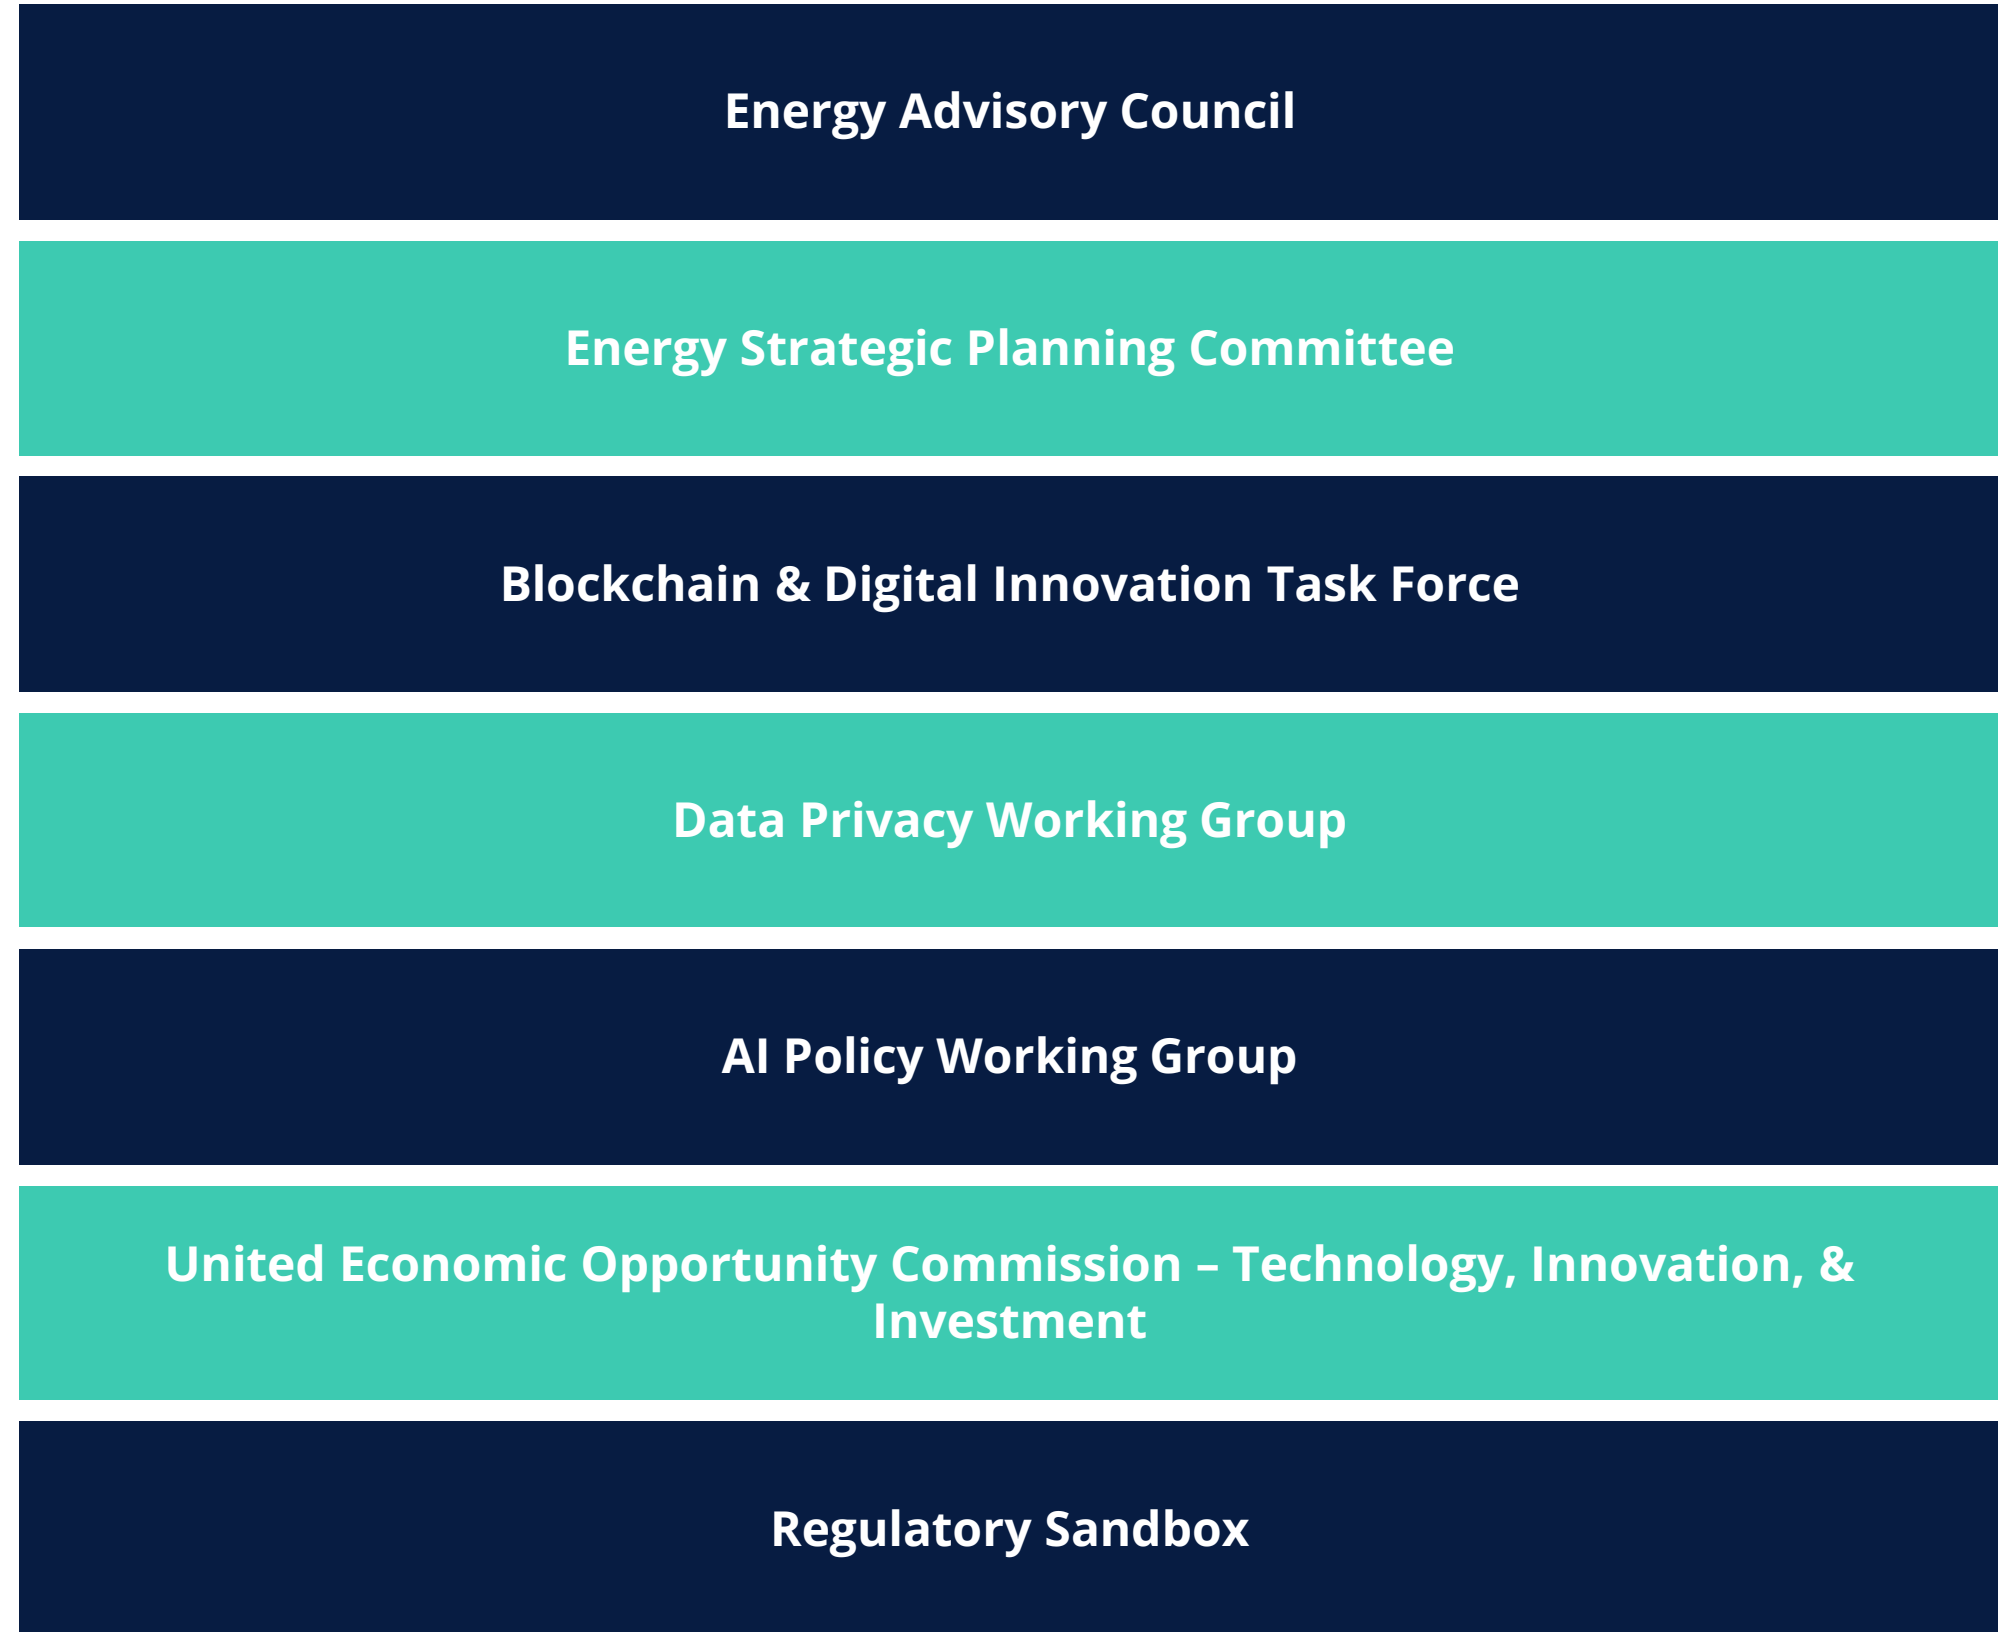 Energy Advisory Council
Energy Strategic Planning Committee
Blockchain & Digital Innovation Task Force
Data Privacy Working Group
AI Policy Working Group
United Economic Opportunity Commission – Technology, Innovation, &
Investment
Regulatory Sandbox